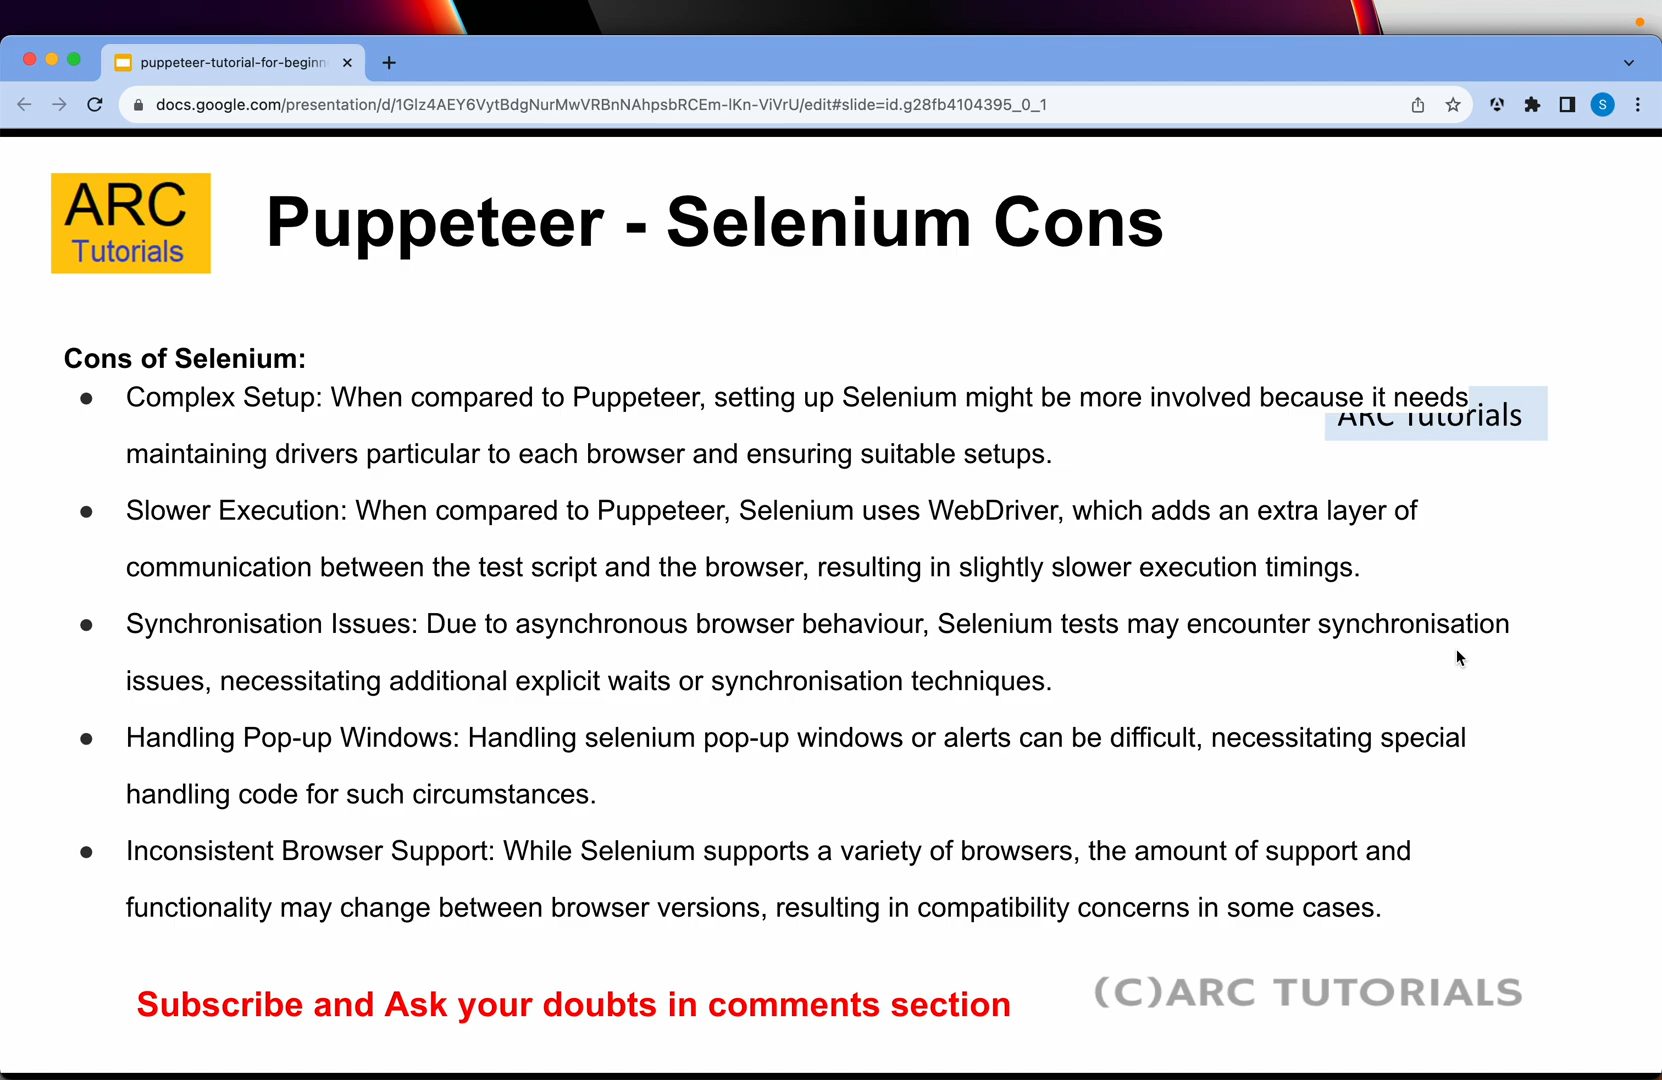 puppeteer-tutorial-for-beginn
docs.google.com/presentation/d/1Glz4AEY6VytBdgNurMwVRBnNAhpsbRCEm-lKn-ViVrU/edit#slide=id.g28fb4104395_0_1
S
ARC
Tutorials
Puppeteer - Selenium Cons
Cons of Selenium:
● Complex Setup: When compared to Puppeteer, setting up Selenium might be more involved because it needs
ARC Tutorials
maintaining drivers particular to each browser and ensuring suitable setups.
● Slower Execution: When compared to Puppeteer, Selenium uses WebDriver, which adds an extra layer of
communication between the test script and the browser, resulting in slightly slower execution timings.
● Synchronisation Issues: Due to asynchronous browser behaviour, Selenium tests may encounter synchronisation
issues, necessitating additional explicit waits or synchronisation techniques.
● Handling Pop-up Windows: Handling selenium pop-up windows or alerts can be difficult, necessitating special
handling code for such circumstances.
● Inconsistent Browser Support: While Selenium supports a variety of browsers, the amount of support and
functionality may change between browser versions, resulting in compatibility concerns in some cases.
Subscribe and Ask your doubts in comments section
(C)ARC TUTORIALS